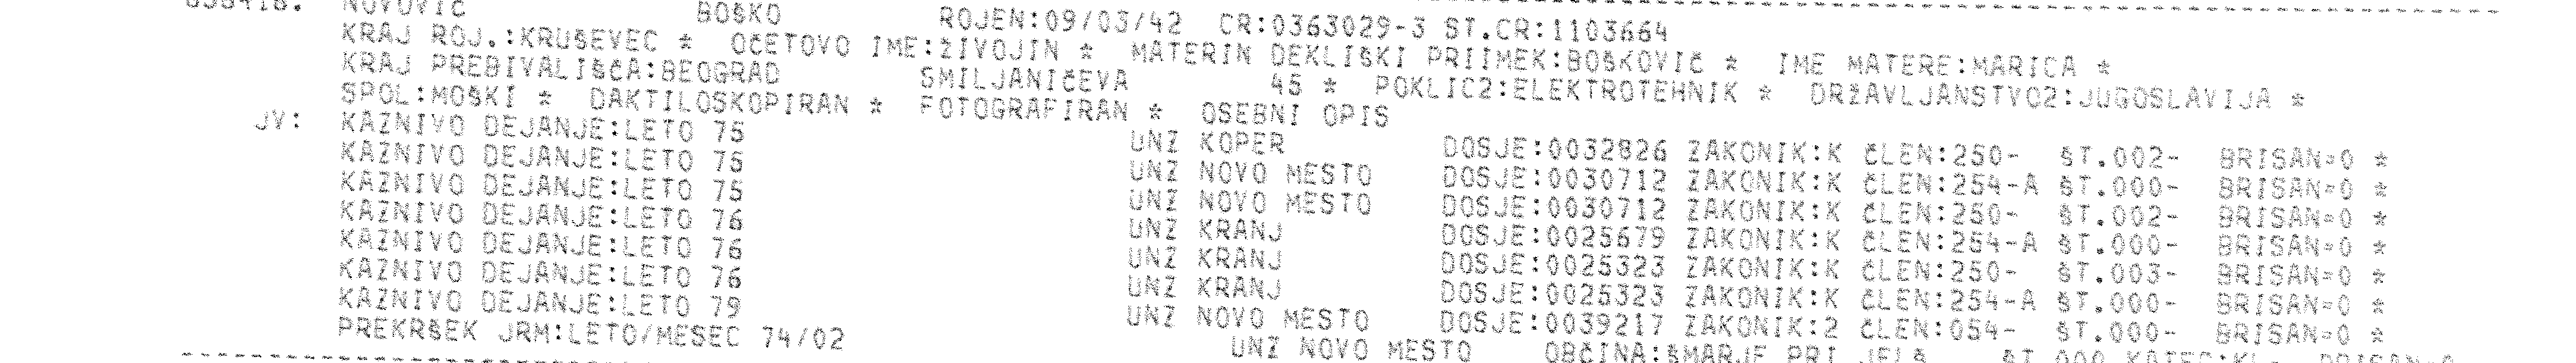 NOVOVIČ BOŠKO ROJEN:09/03/42 CR:0363029-3 ST.CR:1103664
KRAJ ROJ.:KRUŠEVEC * OČETOVO IME:ŽIVOJIN * MATERIN DEKLIŠKI PRIIMEK:BOŠKOVIČ * IME MATERE:MARICA *
KRAJ PREBIVALIŠČA:BEOGRAD SMILJANIČEVA 45 * POKLIC2:ELEKTROTEHNIK * DRŽAVLJANSTVO2:JUGOSLAVIJA *
SPOL:MOŠKI * DAKTILOSKOPIRAN * FOTOGRAFIRAN * OSEBNI OPIS
JV: KAZNIVO DEJANJE:LETO 75 UNZ KOPER DOSJE:0032826 ZAKONIK:K ČLEN:250- ŠT.002- BRISAN=0 *
KAZNIVO DEJANJE:LETO 75 UNZ NOVO MESTO DOSJE:0030712 ZAKONIK:K ČLEN:254-A ŠT.000- BRISAN=0 *
KAZNIVO DEJANJE:LETO 75 UNZ NOVO MESTO DOSJE:0030712 ZAKONIK:K ČLEN:250- ŠT.002- BRISAN=0 *
KAZNIVO DEJANJE:LETO 76 UNZ KRANJ DOSJE:0025679 ZAKONIK:K ČLEN:254-A ŠT.000- BRISAN=0 *
KAZNIVO DEJANJE:LETO 76 UNZ KRANJ DOSJE:0025323 ZAKONIK:K ČLEN:250- ŠT.003- BRISAN=0 *
KAZNIVO DEJANJE:LETO 76 UNZ KRANJ DOSJE:0025323 ZAKONIK:K ČLEN:254-A ŠT.000- BRISAN=0 *
KAZNIVO DEJANJE:LETO 79 UNZ NOVO MESTO DOSJE:0039217 ZAKONIK:2 ČLEN:054- ŠT.000- BRISAN=0 *
PREKRŠEK JRM:LETO/MESEC 74/02 UNZ NOVO MESTO OBČINA:ŠMARJE PRI JELŠ